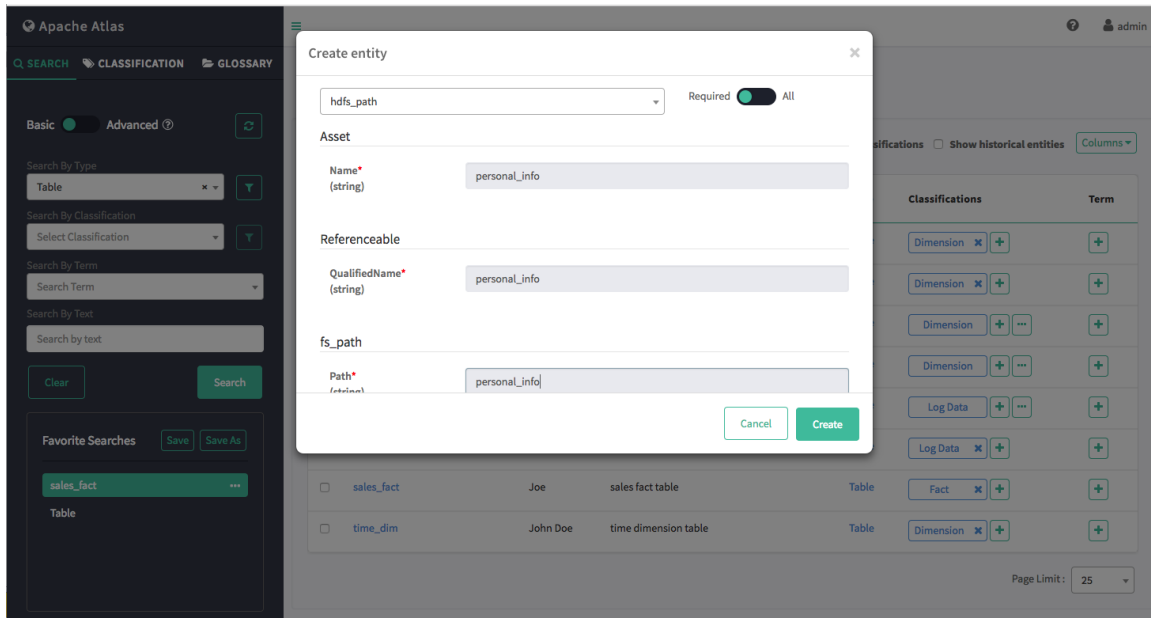 Apache Atlas
admin
SEARCH CLASSIFICATION GLOSSARY
Basic Advanced
Search By Type
Table
Search By Classification
Select Classification
Search By Term
Search Term
Search By Text
Search by text
Clear Search
Favorite Searches Save Save As
sales_fact
Table
Create entity
hdfs_path Required All
Asset
Name*
(string)
personal_info
Referenceable
QualifiedName*
(string)
personal_info
fs_path
Path*
(string)
personal_info
Cancel Create
sifications Show historical entities Columns
Classifications Term
Dimension
Dimension
Dimension
Dimension
Log Data
Log Data
sales_fact Joe sales fact table Table Fact
time_dim John Doe time dimension table Table Dimension
Page Limit : 25